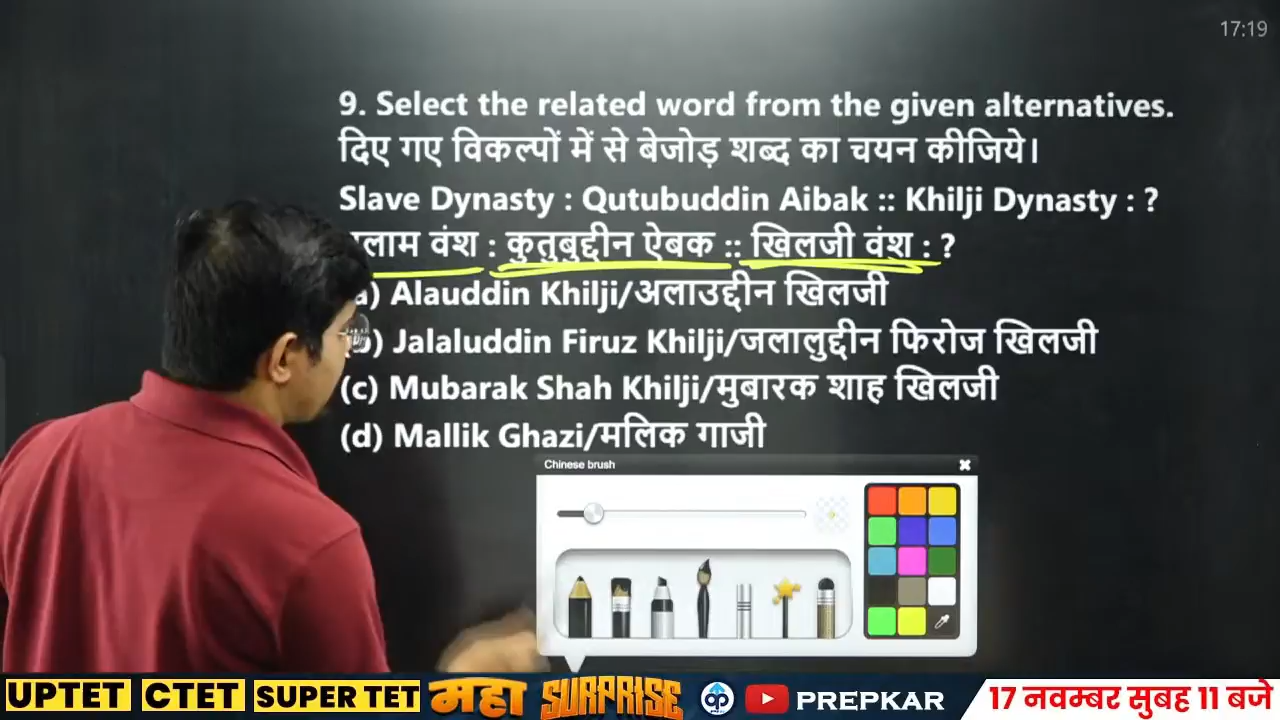 17:19
9. Select the related word from the given alternatives.
दिए गए विकल्पों में से बेजोड़ शब्द का चयन कीजिये।
Slave Dynasty : Qutubuddin Aibak :: Khilji Dynasty : ?
लाम वंश : कुतुबुद्दीन ऐबक :: खिलजी वंश : ?
a) Alauddin Khilji/अलाउद्दीन खिलजी
) Jalaluddin Firuz Khilji/जलालुद्दीन फिरोज खिलजी
(c) Mubarak Shah Khilji/मुबारक शाह खिलजी
(d) Mallik Ghazi/मलिक गाजी
Chinese brush
UPTET CTET SUPER TET महा SURPRISE PREPKAR 17 नवम्बर सुबह 11 बजे